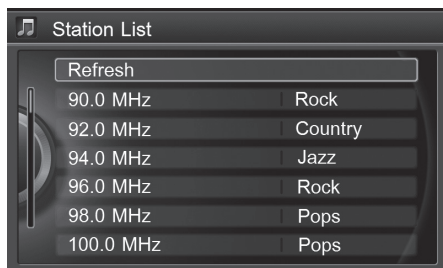 Station List
Refresh
90.0 MHz Rock
92.0 MHz Country
94.0 MHz Jazz
96.0 MHz Rock
98.0 MHz Pops
100.0 MHz Pops